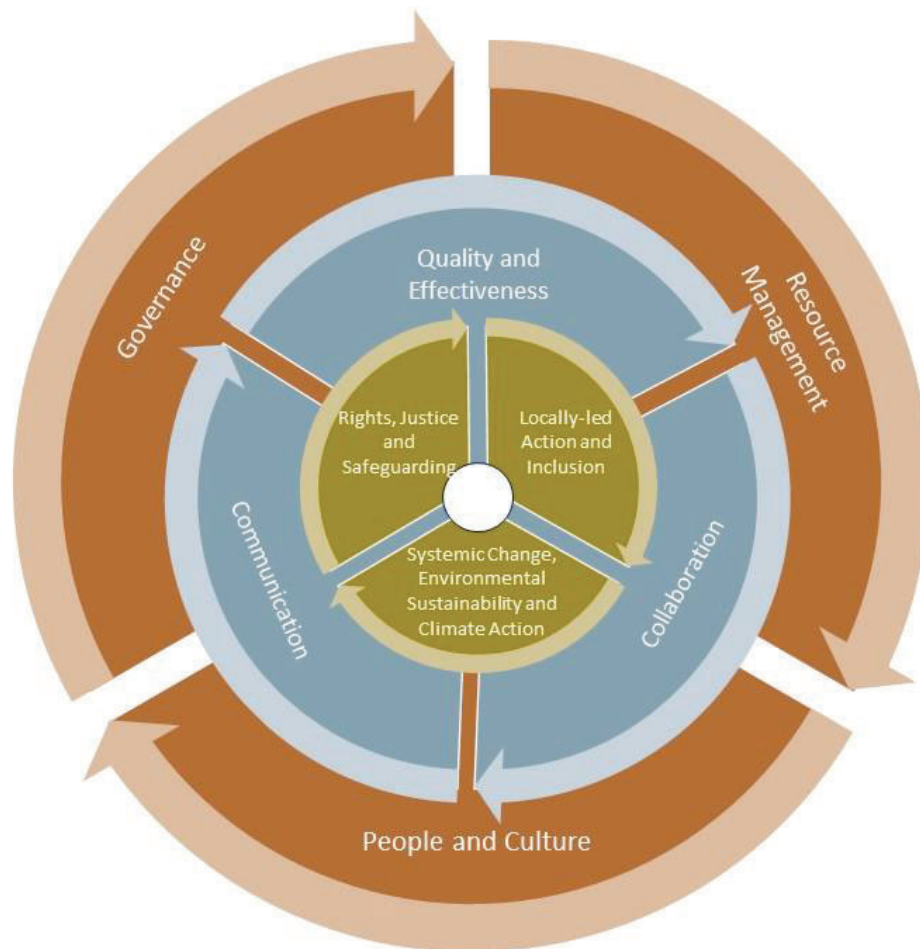 Governance
Resource
Management
Quality and
Effectiveness
Rights, Justice
and
Safeguarding
Locally-led
Action and
Inclusion
Communication
Systemic Change,
Environmental
Sustainability and
Climate Action
Collaboration
People and Culture